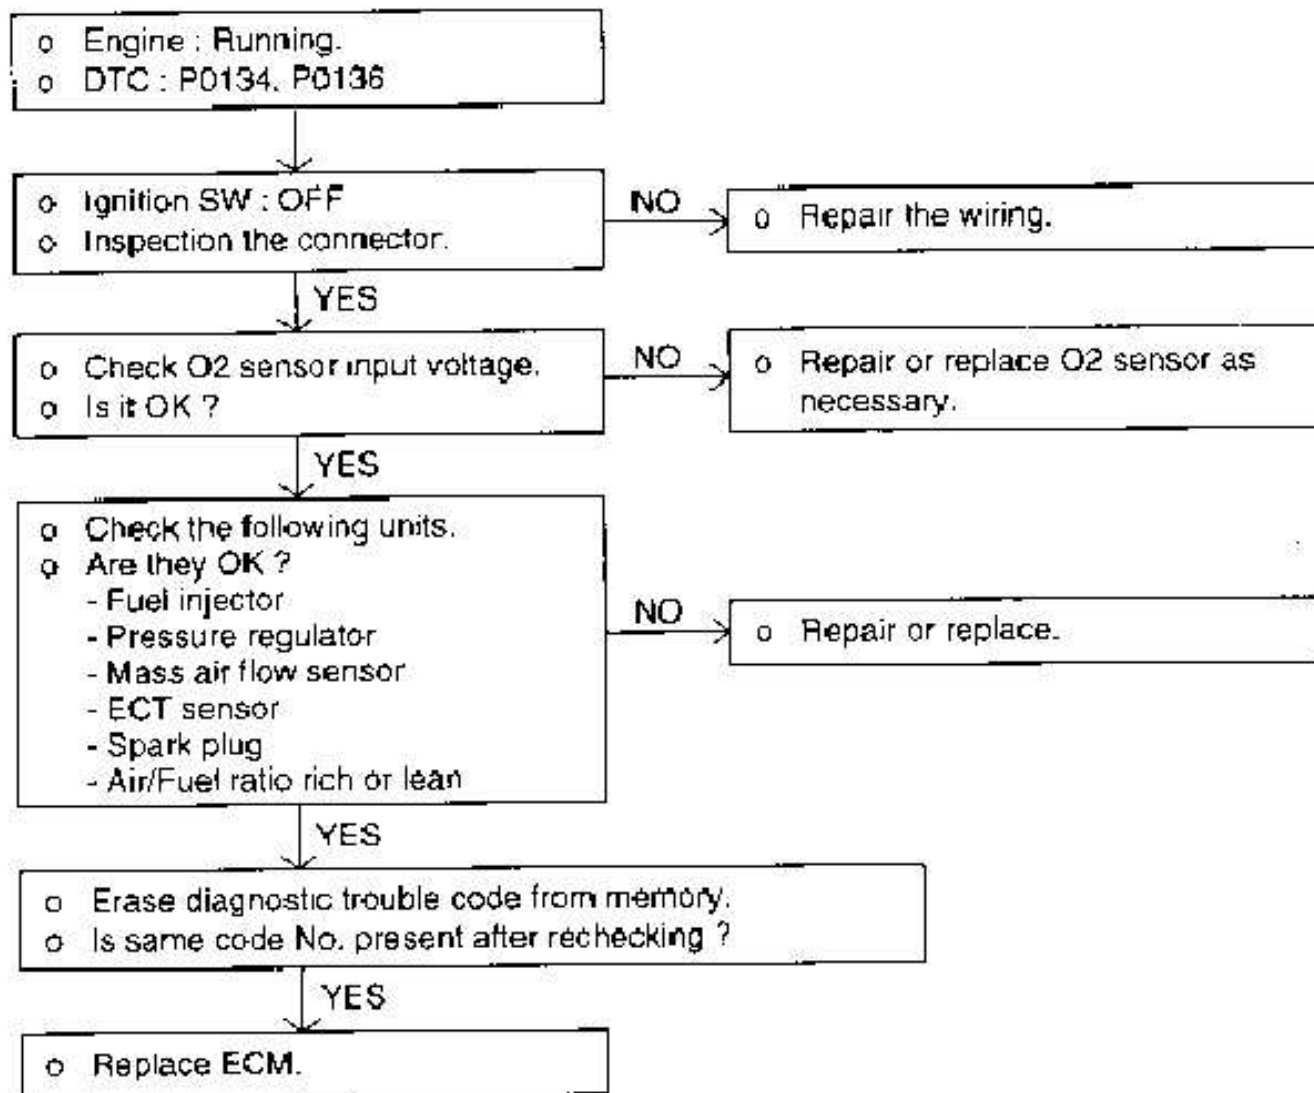 o Engine : Running.
o DTC : P0134, P0136
o Ignition SW : OFF
o Inspection the connector.
NO
o Repair the wiring.
YES
o Check O2 sensor input voltage.
o Is it OK ?
NO
o Repair or replace O2 sensor as
necessary.
YES
o Check the following units.
o Are they OK ?
- Fuel injector
- Pressure regulator
- Mass air flow sensor
- ECT sensor
- Spark plug
- Air/Fuel ratio rich or lean
NO
o Repair or replace.
YES
o Erase diagnostic trouble code from memory.
o Is same code No. present after rechecking ?
YES
o Replace ECM.